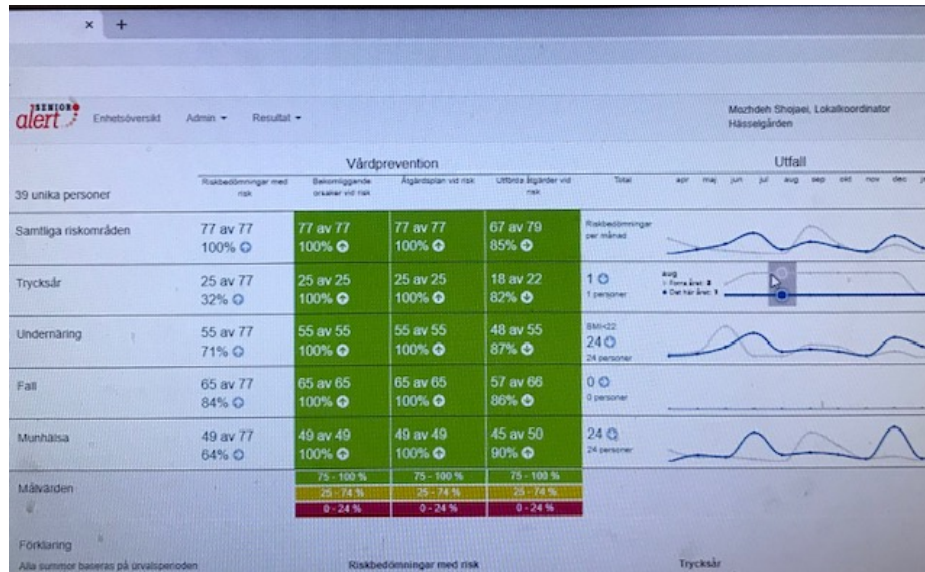 × +
SENIOR
alert
Enhetsöversikt Admin Resultat
Mozhdeh Shojaei, Lokalkoordinator
Hässelgården
Vårdprevention Utfall
39 unika personer
Riskbedömningar med risk
Bakomliggande orsaker vid risk
Åtgärdsplan vid risk
Utförda åtgärder vid risk
Total
apr maj jun jul aug sep okt nov dec
Samtliga riskområden 77 av 77 77 av 77 77 av 77 67 av 79 Riskbedömningar per månad
100% 100% 100% 85%
Trycksår 25 av 77 25 av 25 25 av 25 18 av 22 1
32% 100% 100% 82% 1 personer
aug
Förra året: 3
Det här året: 1
Undernäring 55 av 77 55 av 55 55 av 55 48 av 55 BMI<22
71% 100% 100% 87% 24
24 personer
Fall 65 av 77 65 av 65 65 av 65 57 av 66 0
84% 100% 100% 86% 0 personer
Munhälsa 49 av 77 49 av 49 49 av 49 45 av 50 24
64% 100% 100% 90% 24 personer
Målvärden 75 - 100 % 75 - 100 % 75 - 100 %
25 - 74 % 25 - 74 % 25 - 74 %
0 - 24 % 0 - 24 % 0 - 24 %
Förklaring
Alla summor baseras på urvalsperioden Riskbedömningar med risk Trycksår